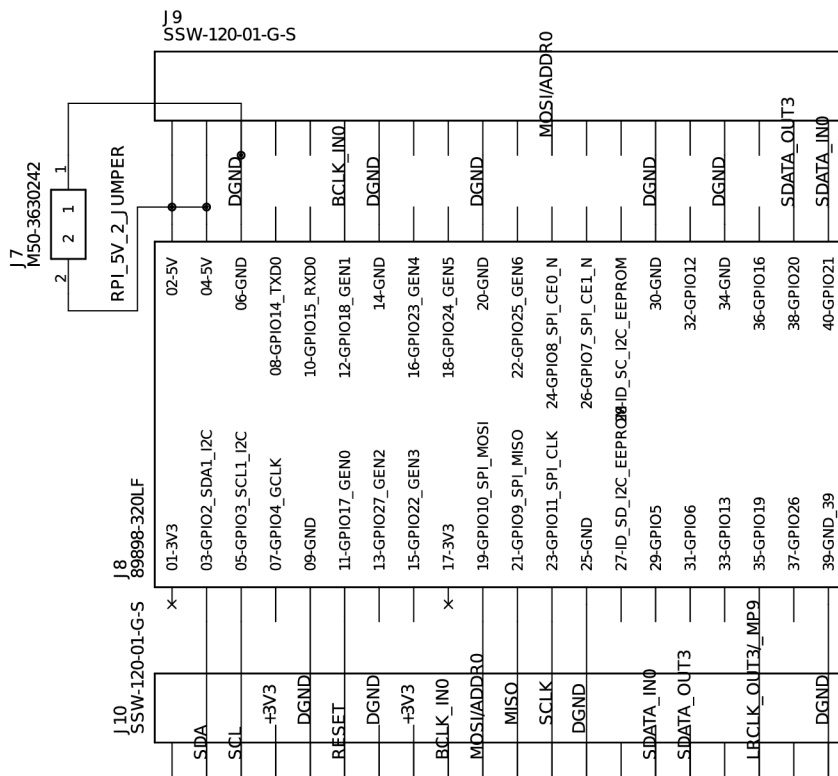 J9
SSW-120-01-G-S
MOSI/ADDR0
DGND
BCLK_IN0
DGND
DGND
DGND
DGND
SDATA_OUT3
SDATA_IN0
J7
M50-3630242
1
1
2
2
RPI_5V_2_JUMPER
02-5V
04-5V
06-GND
08-GPIO14_TXD0
10-GPIO15_RXD0
12-GPIO18_GEN1
14-GND
16-GPIO23_GEN4
18-GPIO24_GEN5
20-GND
22-GPIO25_GEN6
24-GPIO8_SPI_CE0_N
26-GPIO7_SPI_CE1_N
28-ID_SC_I2C_EEPROM
30-GND
32-GPIO12
34-GND
36-GPIO16
38-GPIO20
40-GPIO21
J8
89898-320LF
01-3V3
03-GPIO2_SDA1_I2C
05-GPIO3_SCL1_I2C
07-GPIO4_GCLK
09-GND
11-GPIO17_GEN0
13-GPIO27_GEN2
15-GPIO22_GEN3
17-3V3
19-GPIO10_SPI_MOSI
21-GPIO9_SPI_MISO
23-GPIO11_SPI_CLK
25-GND
27-ID_SD_I2C_EEPROM
29-GPIO5
31-GPIO6
33-GPIO13
35-GPIO19
37-GPIO26
39-GND_39
J10
SSW-120-01-G-S
SDA
SCL
+3V3
DGND
RESET
DGND
+3V3
BCLK_IN0
MOSI/ADDR0
MISO
SCLK
DGND
SDATA_IN0
SDATA_OUT3
LRCLK_OUT3/_MP9
DGND